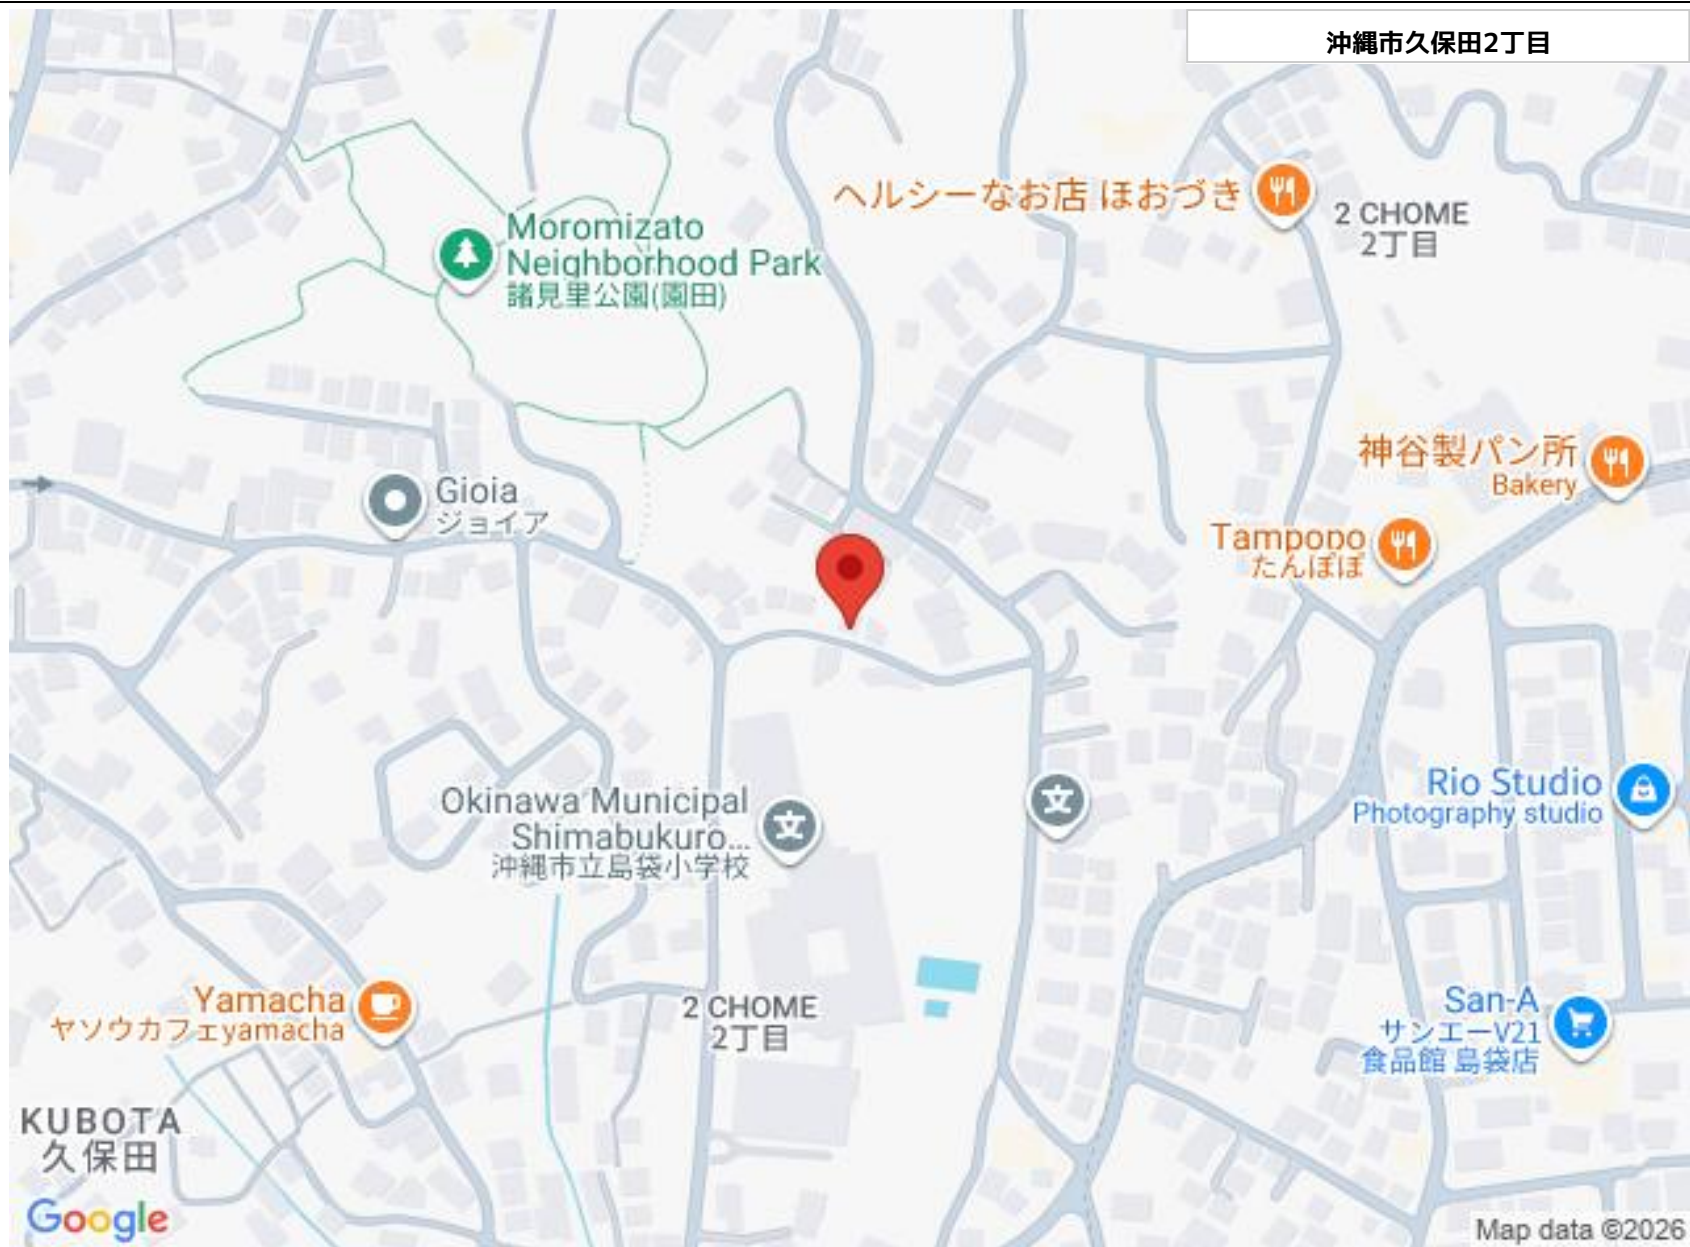 沖縄市久保田2丁目
ヘルシーなお店 ほおづき
2 CHOME
2丁目
Moromizato
Neighborhood Park
諸見里公園(園田)
神谷製パン所
Bakery
Gioia
ジョイア
Tampopo
たんぽぽ
Rio Studio
Photography studio
Okinawa Municipal
Shimabukuro...
沖縄市立島袋小学校
文
文
Yamacha
ヤソウカフェyamacha
2 CHOME
2丁目
San-A
サンエーV21
食品館 島袋店
KUBOTA
久保田
Google
Map data ©2026